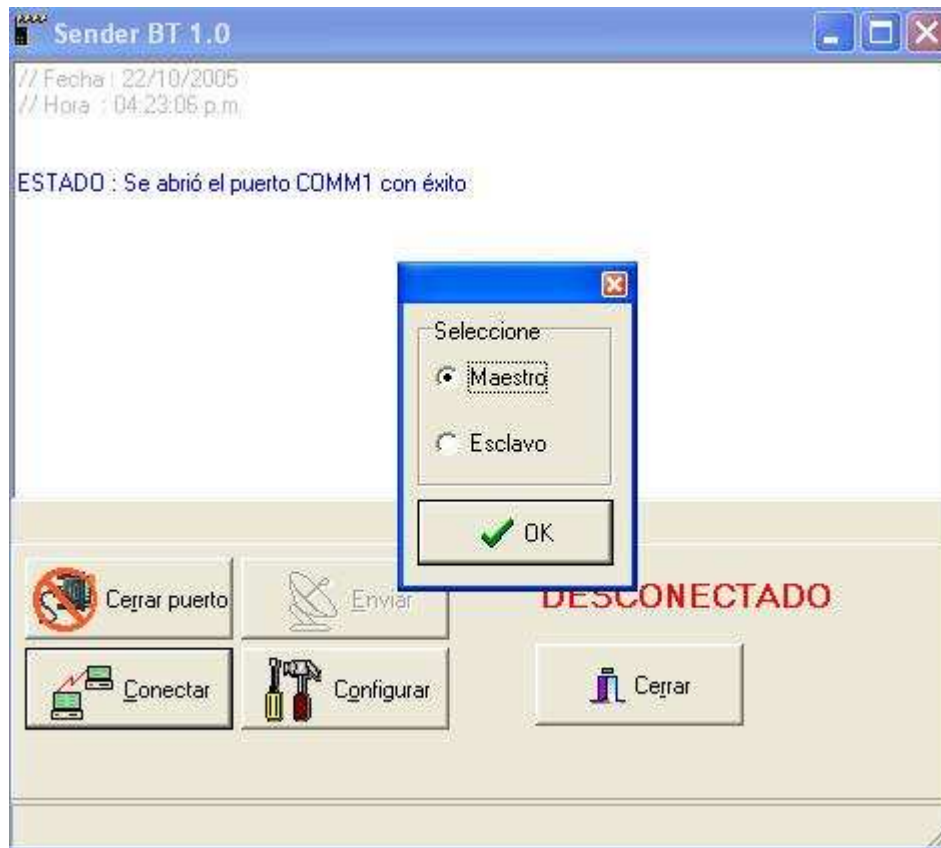 Sender BT 1.0
// Fecha : 22/10/2005
// Hora : 04:23:06 p.m.
ESTADO : Se abrió el puerto COMM1 con éxito
Seleccione
Maestro
Esclavo
OK
Cerrar puerto
Enviar
DESCONECTADO
Conectar
Configurar
Cerrar